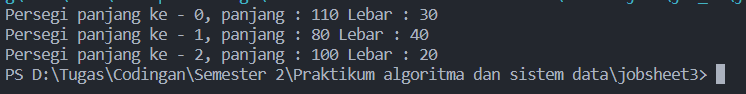 Persegi panjang ke - 0, panjang : 110 Lebar : 30
Persegi panjang ke - 1, panjang : 80 Lebar : 40
Persegi panjang ke - 2, panjang : 100 Lebar : 20
PS D:\Tugas\Codingan\Semester 2\Praktikum algoritma dan sistem data\jobsheet3>